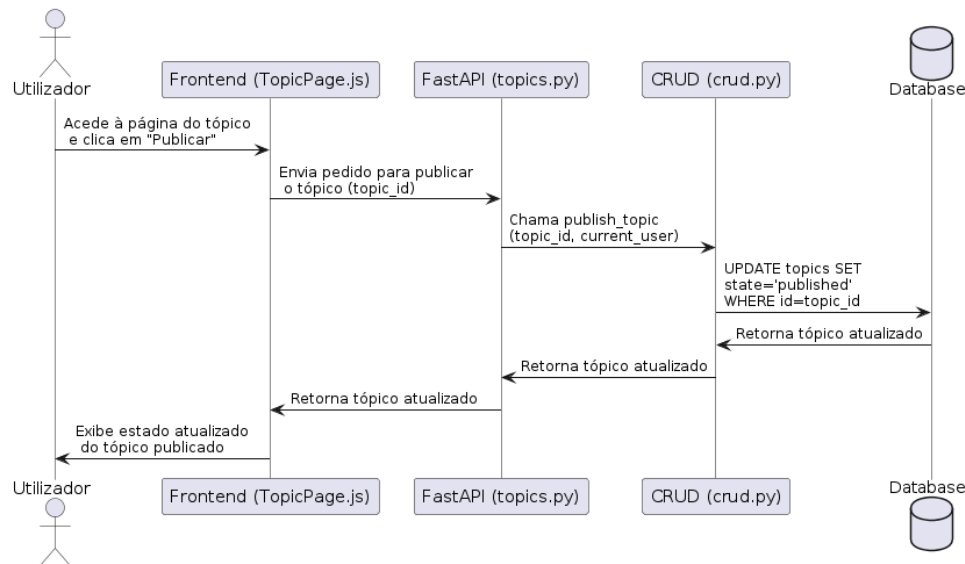 Utilizador
Frontend (TopicPage.js)
FastAPI (topics.py)
CRUD (crud.py)
Database
Acede à página do tópico
e clica em "Publicar"
Envia pedido para publicar
o tópico (topic_id)
Chama publish_topic
(topic_id, current_user)
UPDATE topics SET
state='published'
WHERE id=topic_id
Retorna tópico atualizado
Retorna tópico atualizado
Retorna tópico atualizado
Exibe estado atualizado
do tópico publicado
Utilizador
Frontend (TopicPage.js)
FastAPI (topics.py)
CRUD (crud.py)
Database